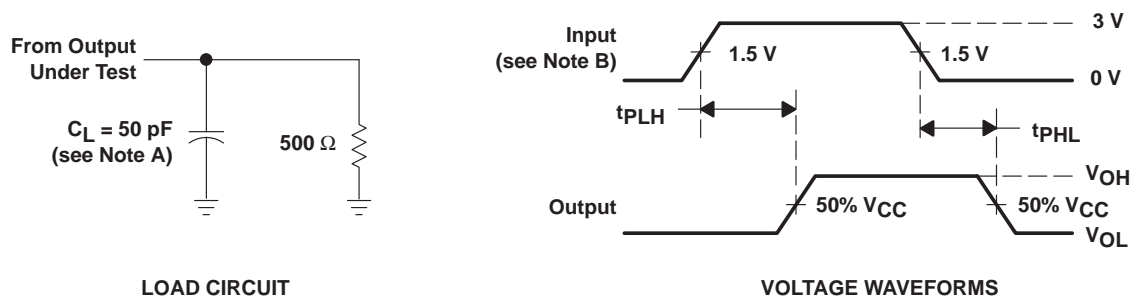 From Output
Under Test
CL = 50 pF
(see Note A)
500 Ω
LOAD CIRCUIT
Input
(see Note B)
1.5 V
1.5 V
3 V
0 V
tPLH
tPHL
Output
50% VCC
50% VCC
VOH
VOL
VOLTAGE WAVEFORMS